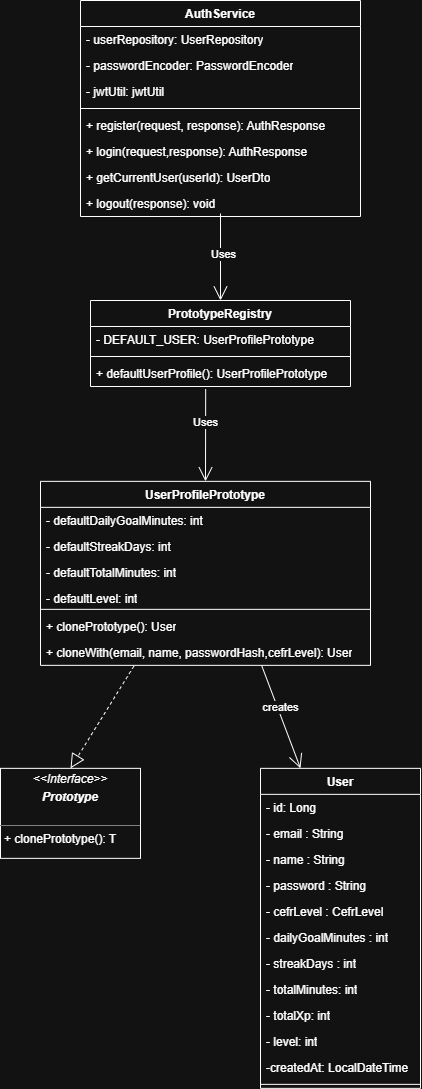 AuthService
- userRepository: UserRepository
- passwordEncoder: PasswordEncoder
- jwtUtil: jwtUtil
+ register(request, response): AuthResponse
+ login(request,response): AuthResponse
+ getCurrentUser(userId): UserDto
+ logout(response): void
Uses
PrototypeRegistry
- DEFAULT_USER: UserProfilePrototype
+ defaultUserProfile(): UserProfilePrototype
Uses
UserProfilePrototype
- defaultDailyGoalMinutes: int
- defaultStreakDays: int
- defaultTotalMinutes: int
- defaultLevel: int
+ clonePrototype(): User
+ cloneWith(email, name, passwordHash,cefrLevel): User
creates
<<Interface>>
Prototype
+ clonePrototype(): T
User
- id: Long
- email : String
- name : String
- password : String
- cefrLevel : CefrLevel
- dailyGoalMinutes : int
- streakDays : int
- totalMinutes: int
- totalXp: int
- level: int
-createdAt: LocalDateTime